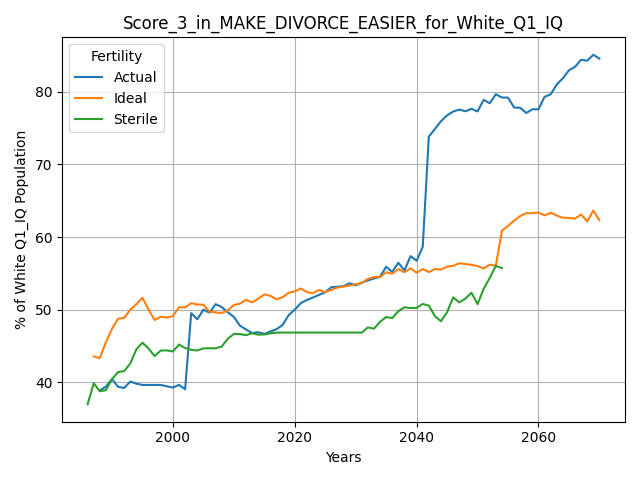 Score_3_in_MAKE_DIVORCE_EASIER_for_White_Q1_IQ
Fertility
Actual
Ideal
Sterile
% of White Q1_IQ Population
80
70
60
50
40
2000
2020
2040
2060
Years